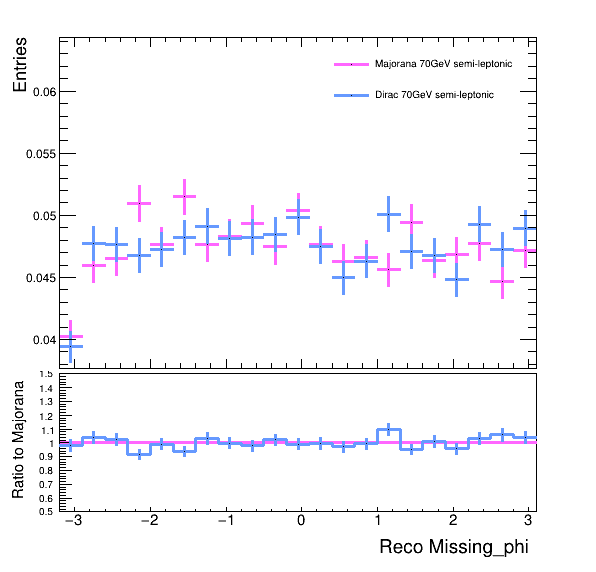 Entries
Majorana 70GeV semi-leptonic
Dirac 70GeV semi-leptonic
0.06
0.055
0.05
0.045
0.04
Ratio to Majorana
1.5
1.4
1.3
1.2
1.1
1
0.9
0.8
0.7
0.6
0.5
−3 −2 −1 0 1 2 3
Reco Missing_phi